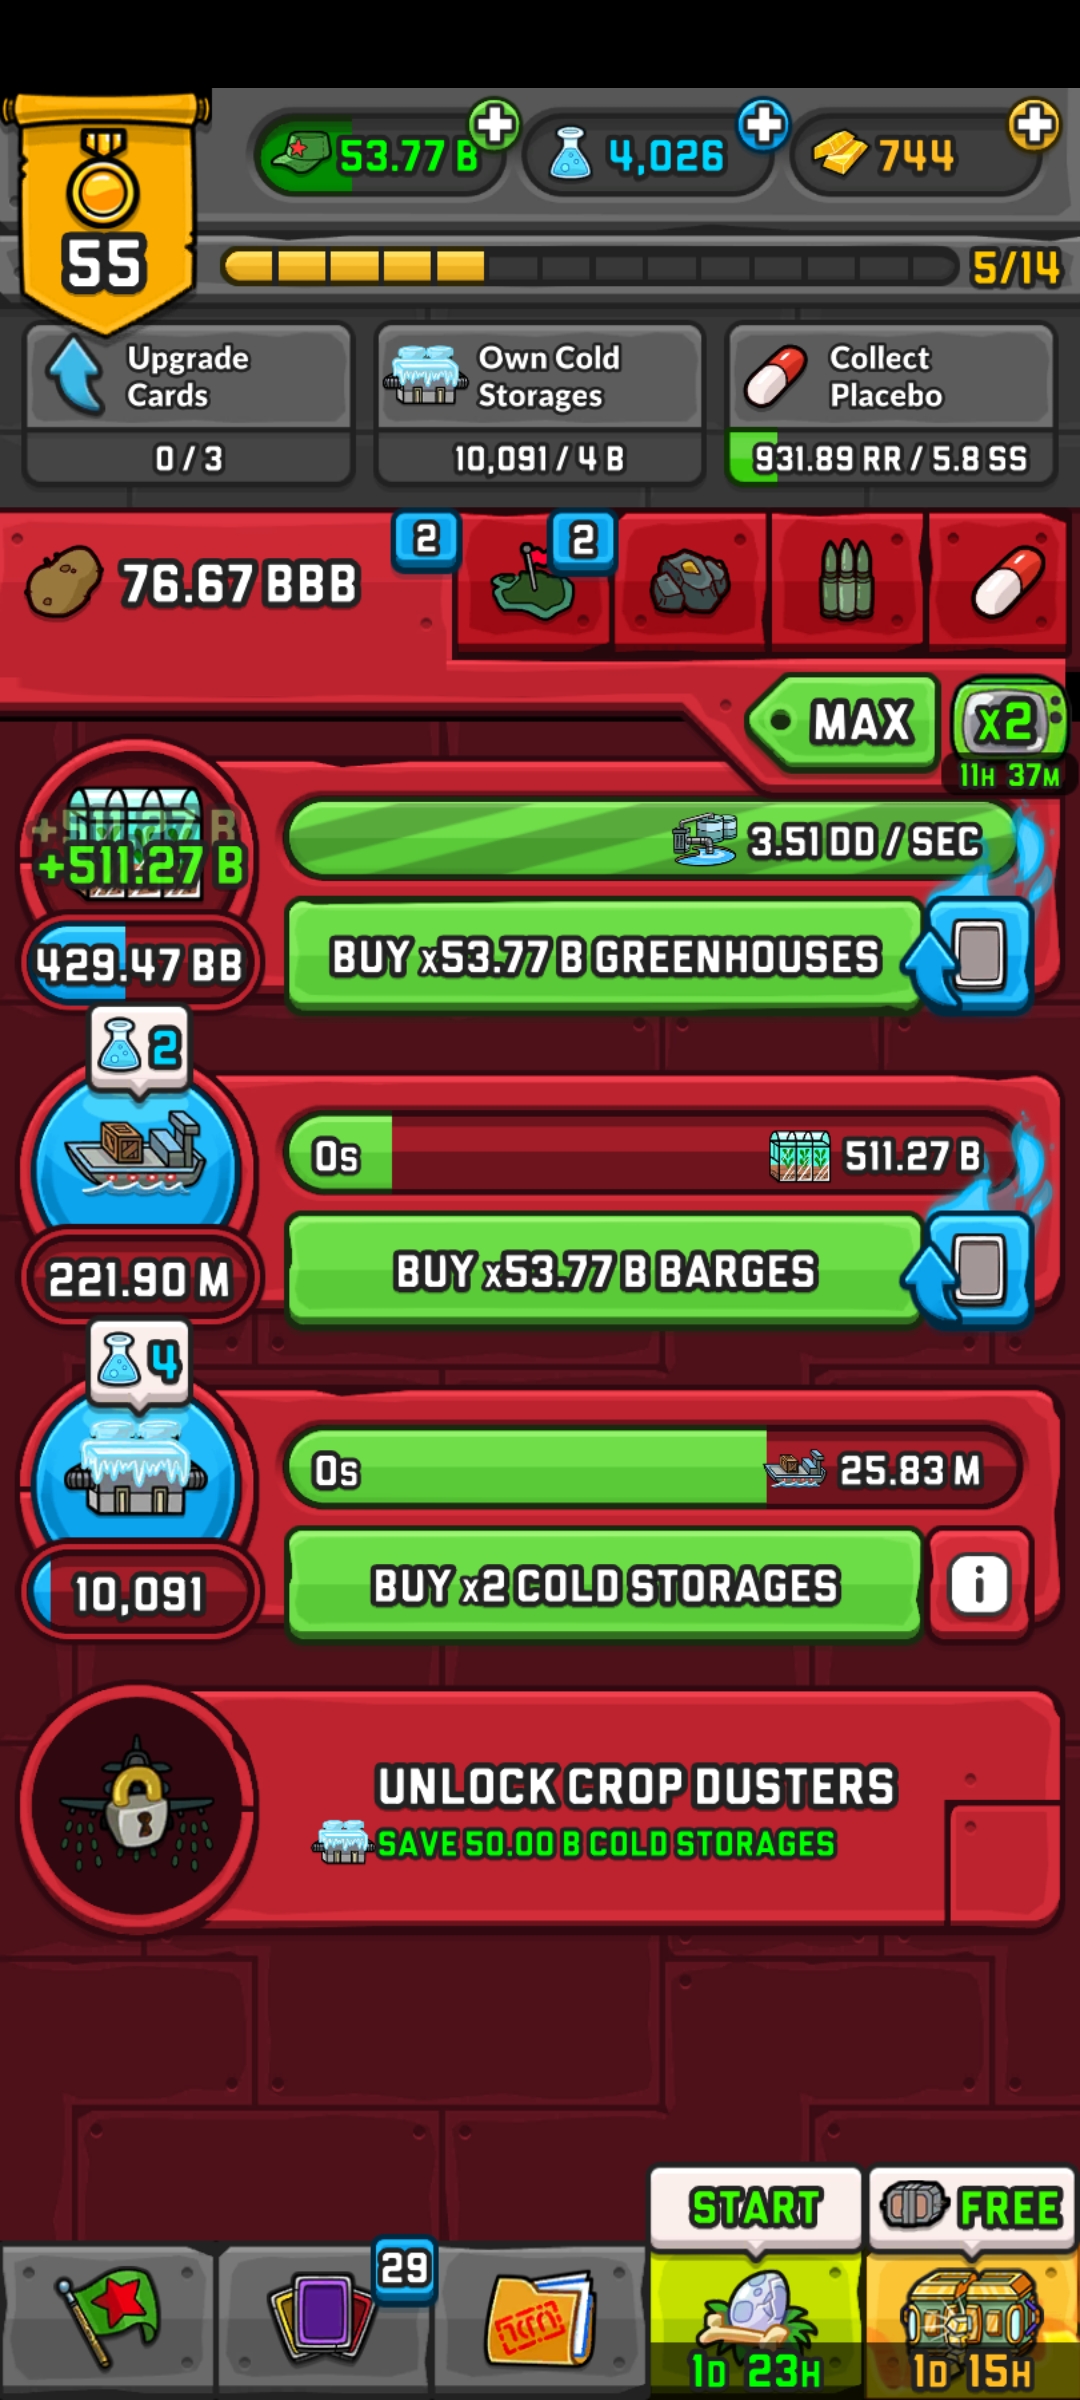 55
53.77 B
4,026
744
5/14
Upgrade
Cards
0 / 3
Own Cold
Storages
10,091 / 4 B
Collect
Placebo
931.89 RR / 5.8 SS
76.67 BBB
2
2
MAX
x2
11H 37M
+511.27 B
+511.27 B
429.47 BB
3.51 DD / SEC
BUY x53.77 B GREENHOUSES
2
0s
511.27 B
221.90 M
BUY x53.77 B BARGES
4
0s
25.83 M
10,091
BUY x2 COLD STORAGES
i
UNLOCK CROP DUSTERS
SAVE 50.00 B COLD STORAGES
START
FREE
29
1D 23H
1D 15H